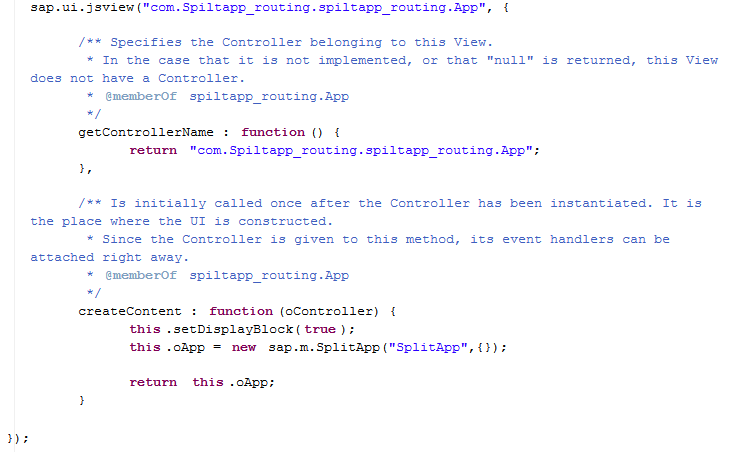 sap.ui.jsview("com.Spiltapp_routing.spiltapp_routing.App", {
/** Specifies the Controller belonging to this View.
* In the case that it is not implemented, or that "null" is returned, this View
does not have a Controller.
* @memberOf spiltapp_routing.App
*/
getControllerName : function () {
return "com.Spiltapp_routing.spiltapp_routing.App";
},
/** Is initially called once after the Controller has been instantiated. It is
the place where the UI is constructed.
* Since the Controller is given to this method, its event handlers can be
attached right away.
* @memberOf spiltapp_routing.App
*/
createContent : function (oController) {
this .setDisplayBlock( true );
this .oApp = new sap.m.SplitApp("SplitApp",{});
return this .oApp;
}
});